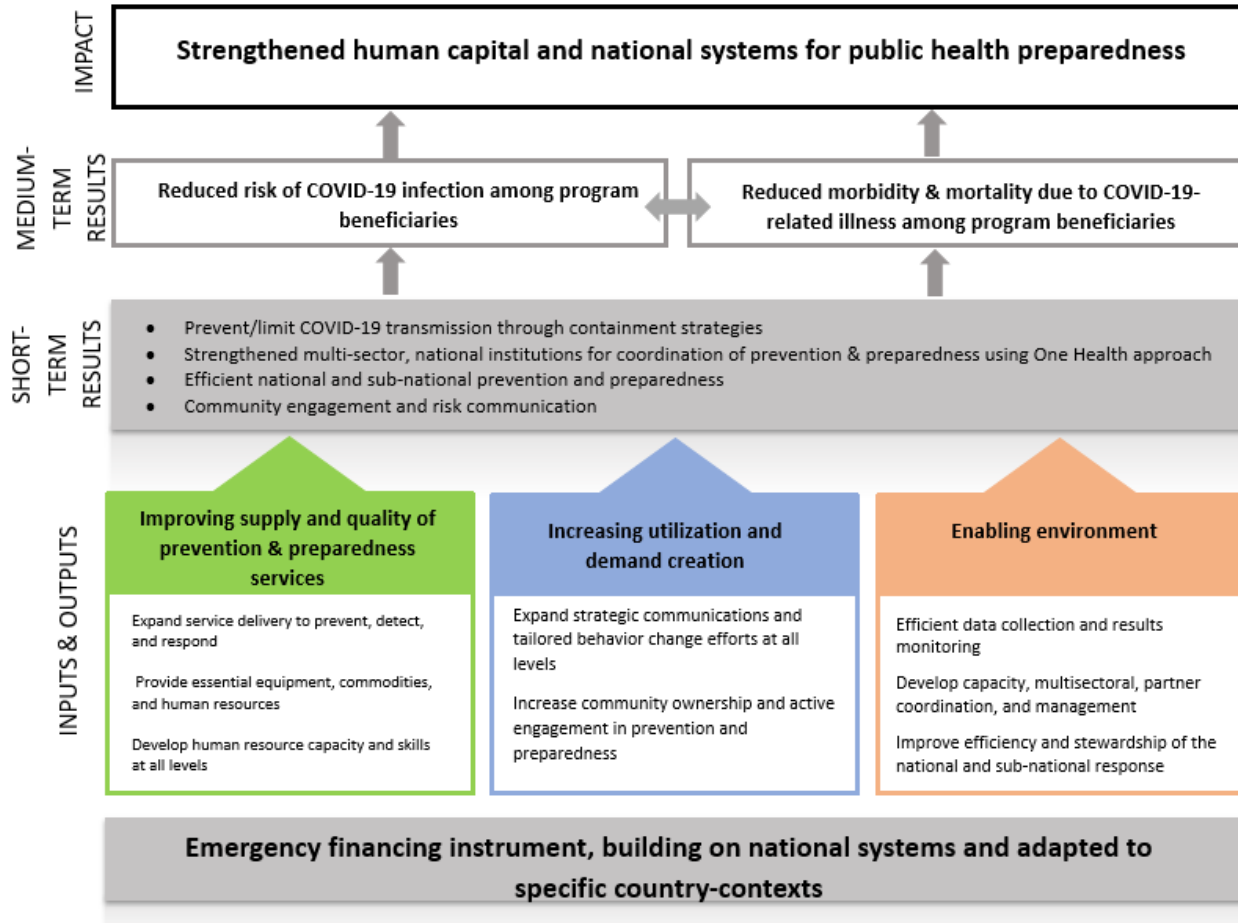 IMPACT
Strengthened human capital and national systems for public health preparedness
MEDIUM-
TERM
RESULTS
Reduced risk of COVID-19 infection among program
beneficiaries
Reduced morbidity & mortality due to COVID-19-
related illness among program beneficiaries
SHORT-
TERM
RESULTS
• Prevent/limit COVID-19 transmission through containment strategies
• Strengthened multi-sector, national institutions for coordination of prevention & preparedness using One Health approach
• Efficient national and sub-national prevention and preparedness
• Community engagement and risk communication
INPUTS & OUTPUTS
Improving supply and quality of
prevention & preparedness
services
Expand service delivery to prevent, detect,
and respond
Provide essential equipment, commodities,
and human resources
Develop human resource capacity and skills
at all levels
Increasing utilization and
demand creation
Expand strategic communications and
tailored behavior change efforts at all
levels
Increase community ownership and active
engagement in prevention and
preparedness
Enabling environment
Efficient data collection and results
monitoring
Develop capacity, multisectoral, partner
coordination, and management
Improve efficiency and stewardship of the
national and sub-national response
Emergency financing instrument, building on national systems and adapted to
specific country-contexts